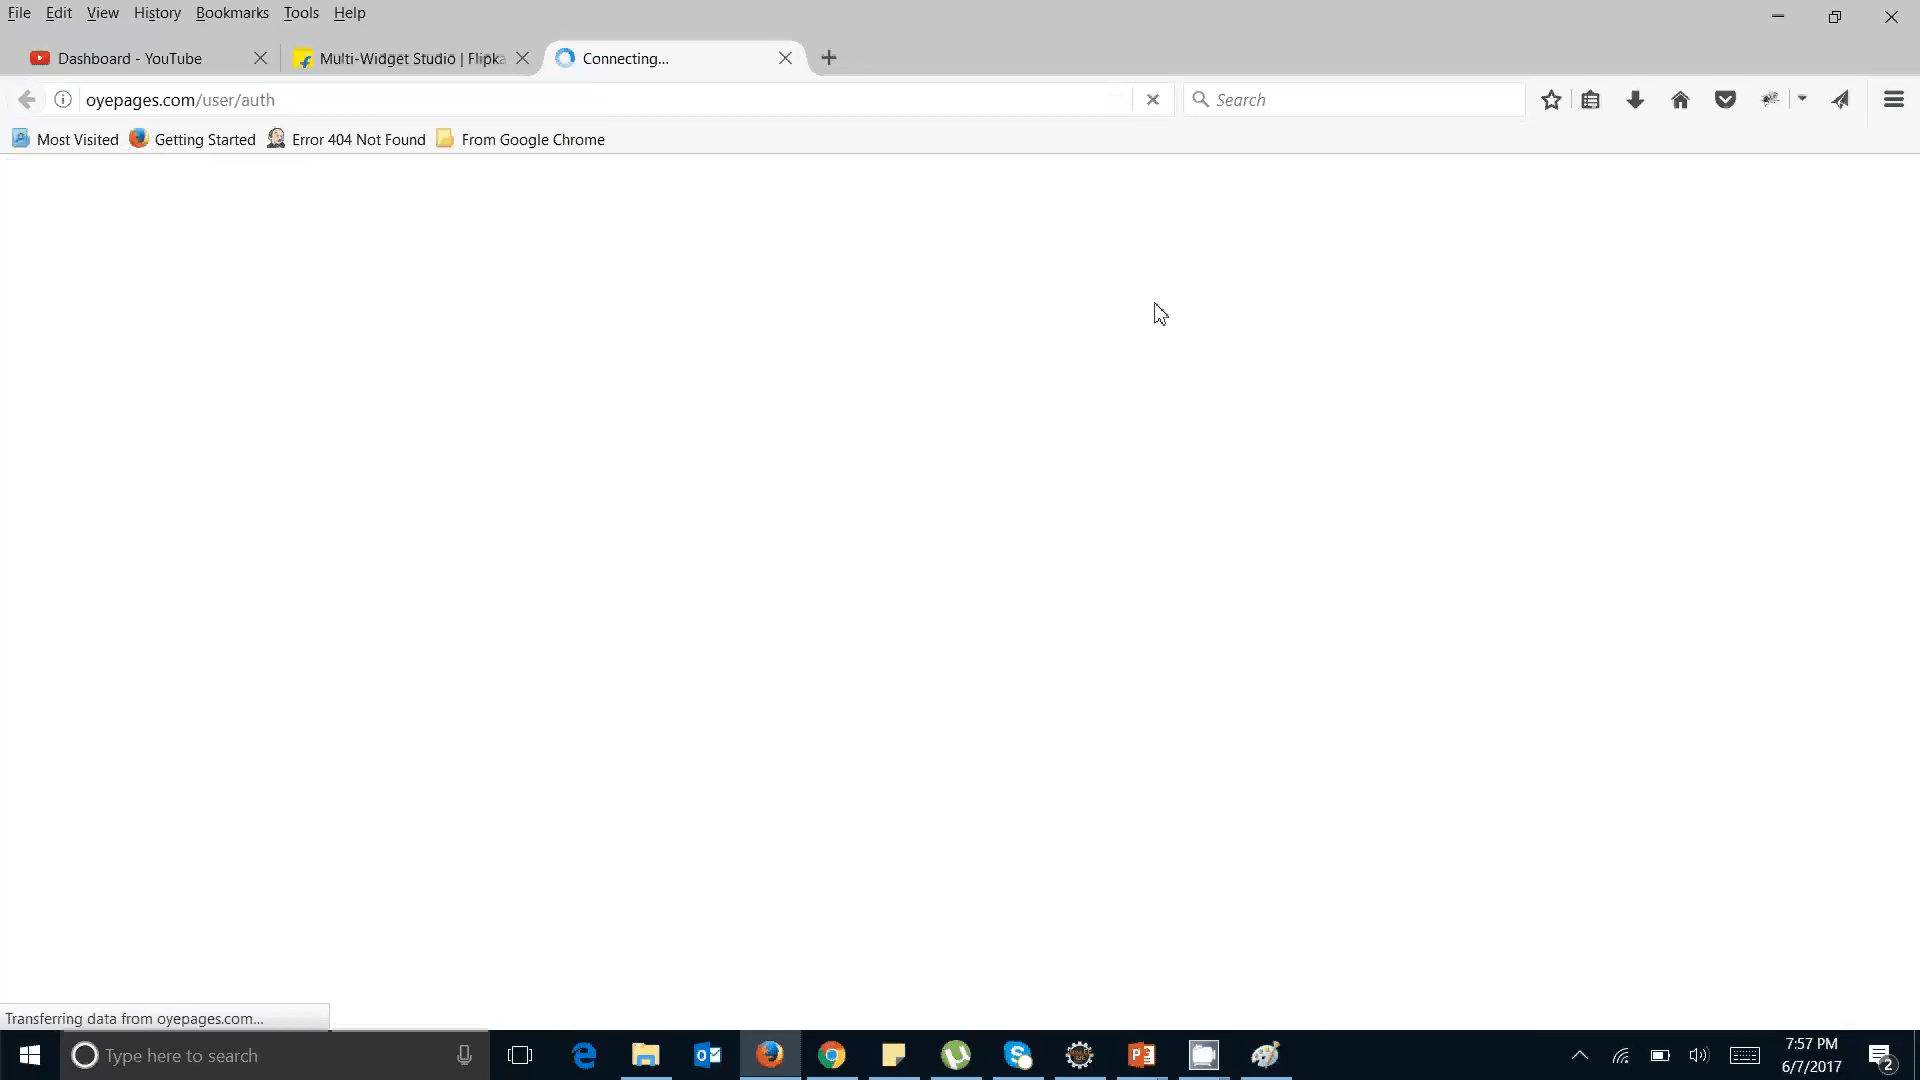 File Edit View History Bookmarks Tools Help
Dashboard - YouTube
Multi-Widget Studio | Flipka
Connecting...
oyepages.com/user/auth
Search
Most Visited Getting Started Error 404 Not Found From Google Chrome
Transferring data from oyepages.com...
Type here to search
7:57 PM
6/7/2017
2